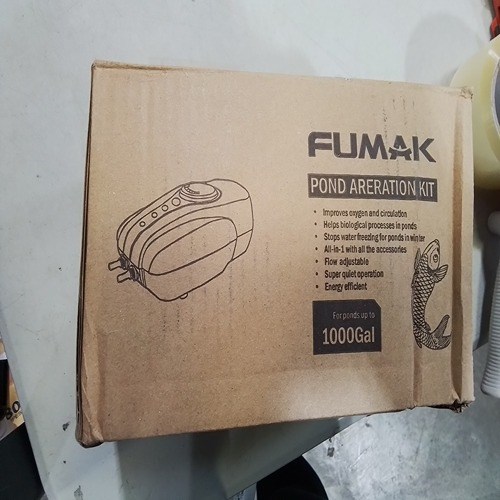 FUMAK
POND ARERATION KIT
• Improves oxygen and circulation
• Helps biological processes in ponds
• Stops water freezing for ponds in winter
• All-in-1 with all the accessories
• Flow adjustable
• Super quiet operation
• Energy efficient
For ponds up to
1000Gal